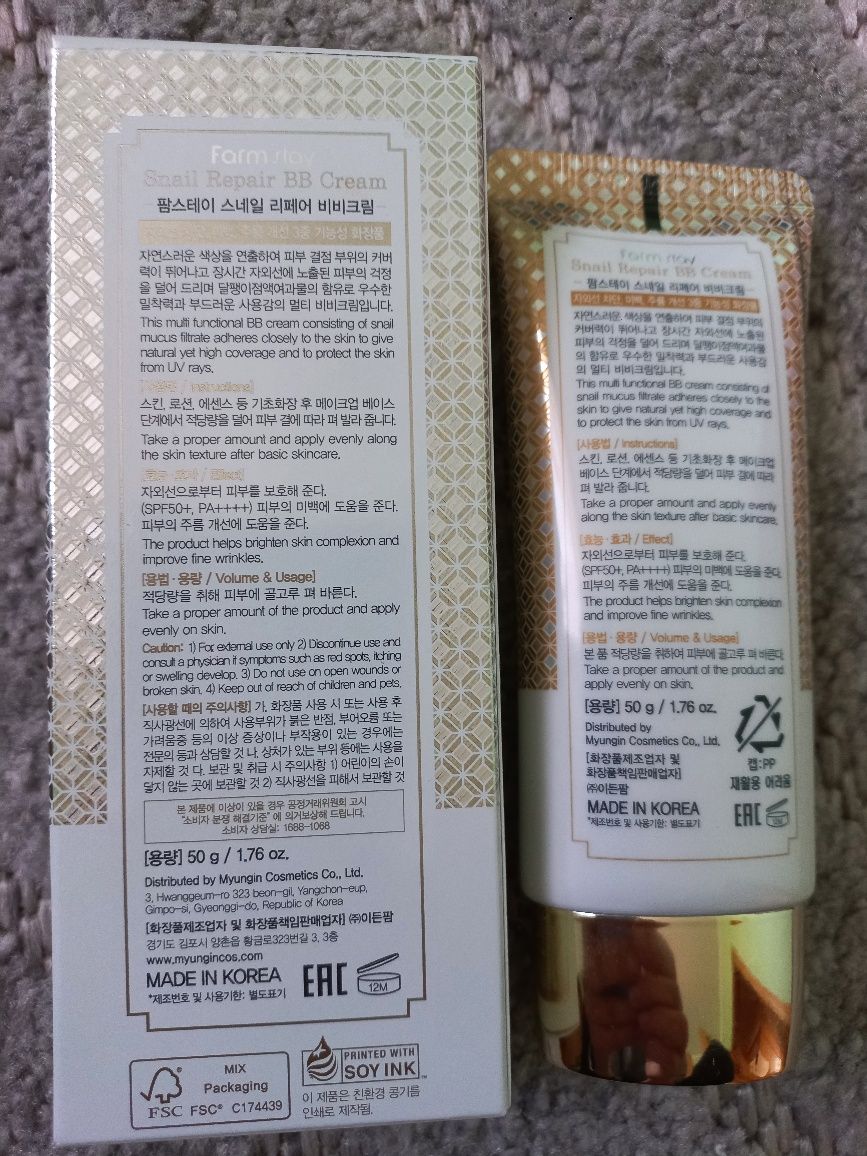 Farm stay
Snail Repair BB Cream
팜스테이 스네일 리페어 비비크림
주름 개선 3중 기능성 화장품
자연스러운 색상을 연출하여 피부 결점 부위의 커버
력이 뛰어나고 장시간 자외선에 노출된 피부의 걱정
을 덜어 드리며 달팽이점액여과물의 함유로 우수한
밀착력과 부드러운 사용감의 멀티 비비크림입니다.
This multi functional BB cream consisting of snail
mucus filtrate adheres closely to the skin to give
natural yet high coverage and to protect the skin
from UV rays.
[사용법 / Instructions]
스킨, 로션, 에센스 등 기초화장 후 메이크업 베이스
단계에서 적당량을 덜어 피부 결에 따라 펴 발라 줍니다.
Take a proper amount and apply evenly along
the skin texture after basic skincare.
[효능·효과 / Effect]
자외선으로부터 피부를 보호해 준다.
(SPF50+, PA++++) 피부의 미백에 도움을 준다.
피부의 주름 개선에 도움을 준다.
The product helps brighten skin complexion and
improve fine wrinkles.
[용법·용량 / Volume & Usage]
적당량을 취해 피부에 골고루 펴 바른다.
Take a proper amount of the product and apply
evenly on skin.
Caution: 1) For external use only 2) Discontinue use and
consult a physician if symptoms such as red spots, itching
or swelling develop. 3) Do not use on open wounds or
broken skin. 4) Keep out of reach of children and pets.
[사용할 때의 주의사항] 가. 화장품 사용 시 또는 사용 후
직사광선에 의하여 사용부위가 붉은 반점, 부어오름 또는
가려움증 등의 이상 증상이나 부작용이 있는 경우에는
전문의 등과 상담할 것 나. 상처가 있는 부위 등에는 사용을
자제할 것 다. 보관 및 취급 시 주의사항 1) 어린이의 손이
닿지 않는 곳에 보관할 것 2) 직사광선을 피해서 보관할 것
본 제품에 이상이 있을 경우 공정거래위원회 고시
"소비자 분쟁 해결기준" 에 의거보상해 드립니다.
소비자 상담실: 1688-1068
[용량] 50 g / 1.76 oz.
Distributed by Myungin Cosmetics Co., Ltd.
3, Hwanggeum-ro 323 beon-gil, Yangchon-eup,
Gimpo-si, Gyeonggi-do, Republic of Korea
[화장품제조업자 및 화장품책임판매업자] ㈜이든팜
경기도 김포시 양촌읍 황금로323번길 3, 3층
www.myungincos.com
MADE IN KOREA
*제조번호 및 사용기한: 별도표기
EAC
12M
FSC
MIX
Packaging
FSC® C174439
PRINTED WITH
SOY INK™
이 제품은 친환경 콩기름
인쇄로 제작됨.
Farm stay
Snail Repair BB Cream
팜스테이 스네일 리페어 비비크림
자외선 차단, 미백, 주름 개선 3중 기능성 화장품
자연스러운 색상을 연출하여 피부 결점 부위의
커버력이 뛰어나고 장시간 자외선에 노출된
피부의 걱정을 덜어 드리며 달팽이점액여과물
의 함유로 우수한 밀착력과 부드러운 사용감
의 멀티 비비크림입니다.
This multi functional BB cream consisting of
snail mucus filtrate adheres closely to the
skin to give natural yet high coverage and
to protect the skin from UV rays.
[사용법 / Instructions]
스킨, 로션, 에센스 등 기초화장 후 메이크업
베이스 단계에서 적당량을 덜어 피부 결에 따라
펴 발라 줍니다.
Take a proper amount and apply evenly
along the skin texture after basic skincare.
[효능·효과 / Effect]
자외선으로부터 피부를 보호해 준다.
(SPF50+, PA++++) 피부의 미백에 도움을 준다.
피부의 주름 개선에 도움을 준다.
The product helps brighten skin complexion
and improve fine wrinkles.
[용법·용량 / Volume & Usage]
본 품 적당량을 취하여 피부에 골고루 펴 바른다.
Take a proper amount of the product and
apply evenly on skin.
[용량] 50 g / 1.76 oz.
Distributed by
Myungin Cosmetics Co., Ltd.
[화장품제조업자 및
화장품책임판매업자]
㈜이든팜
MADE IN KOREA
*제조번호 및 사용기한: 별도표기
캡:PP
재활용 어려움
EAC
12M